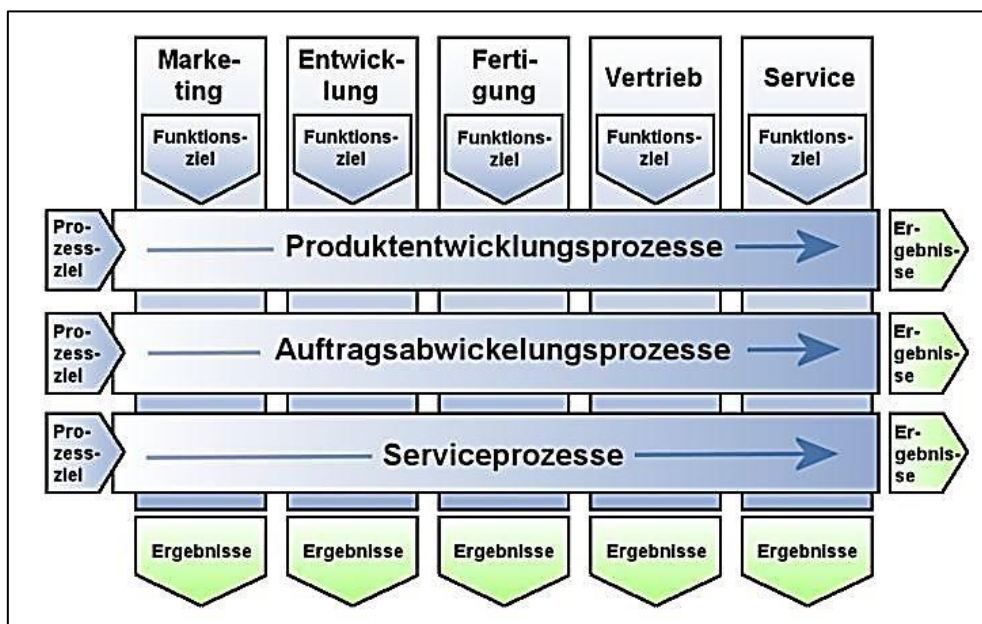 Marke-
ting
Entwick-
lung
Ferti-
gung
Vertrieb
Service
Funktions-
ziel
Funktions-
ziel
Funktions-
ziel
Funktions-
ziel
Funktions-
ziel
Pro-
zess-
ziel
Produktentwicklungsprozesse
Er-
gebnis-
se
Pro-
zess-
ziel
Auftragsabwickelungsprozesse
Er-
gebnis-
se
Pro-
zess-
ziel
Serviceprozesse
Er-
gebnis-
se
Ergebnisse
Ergebnisse
Ergebnisse
Ergebnisse
Ergebnisse